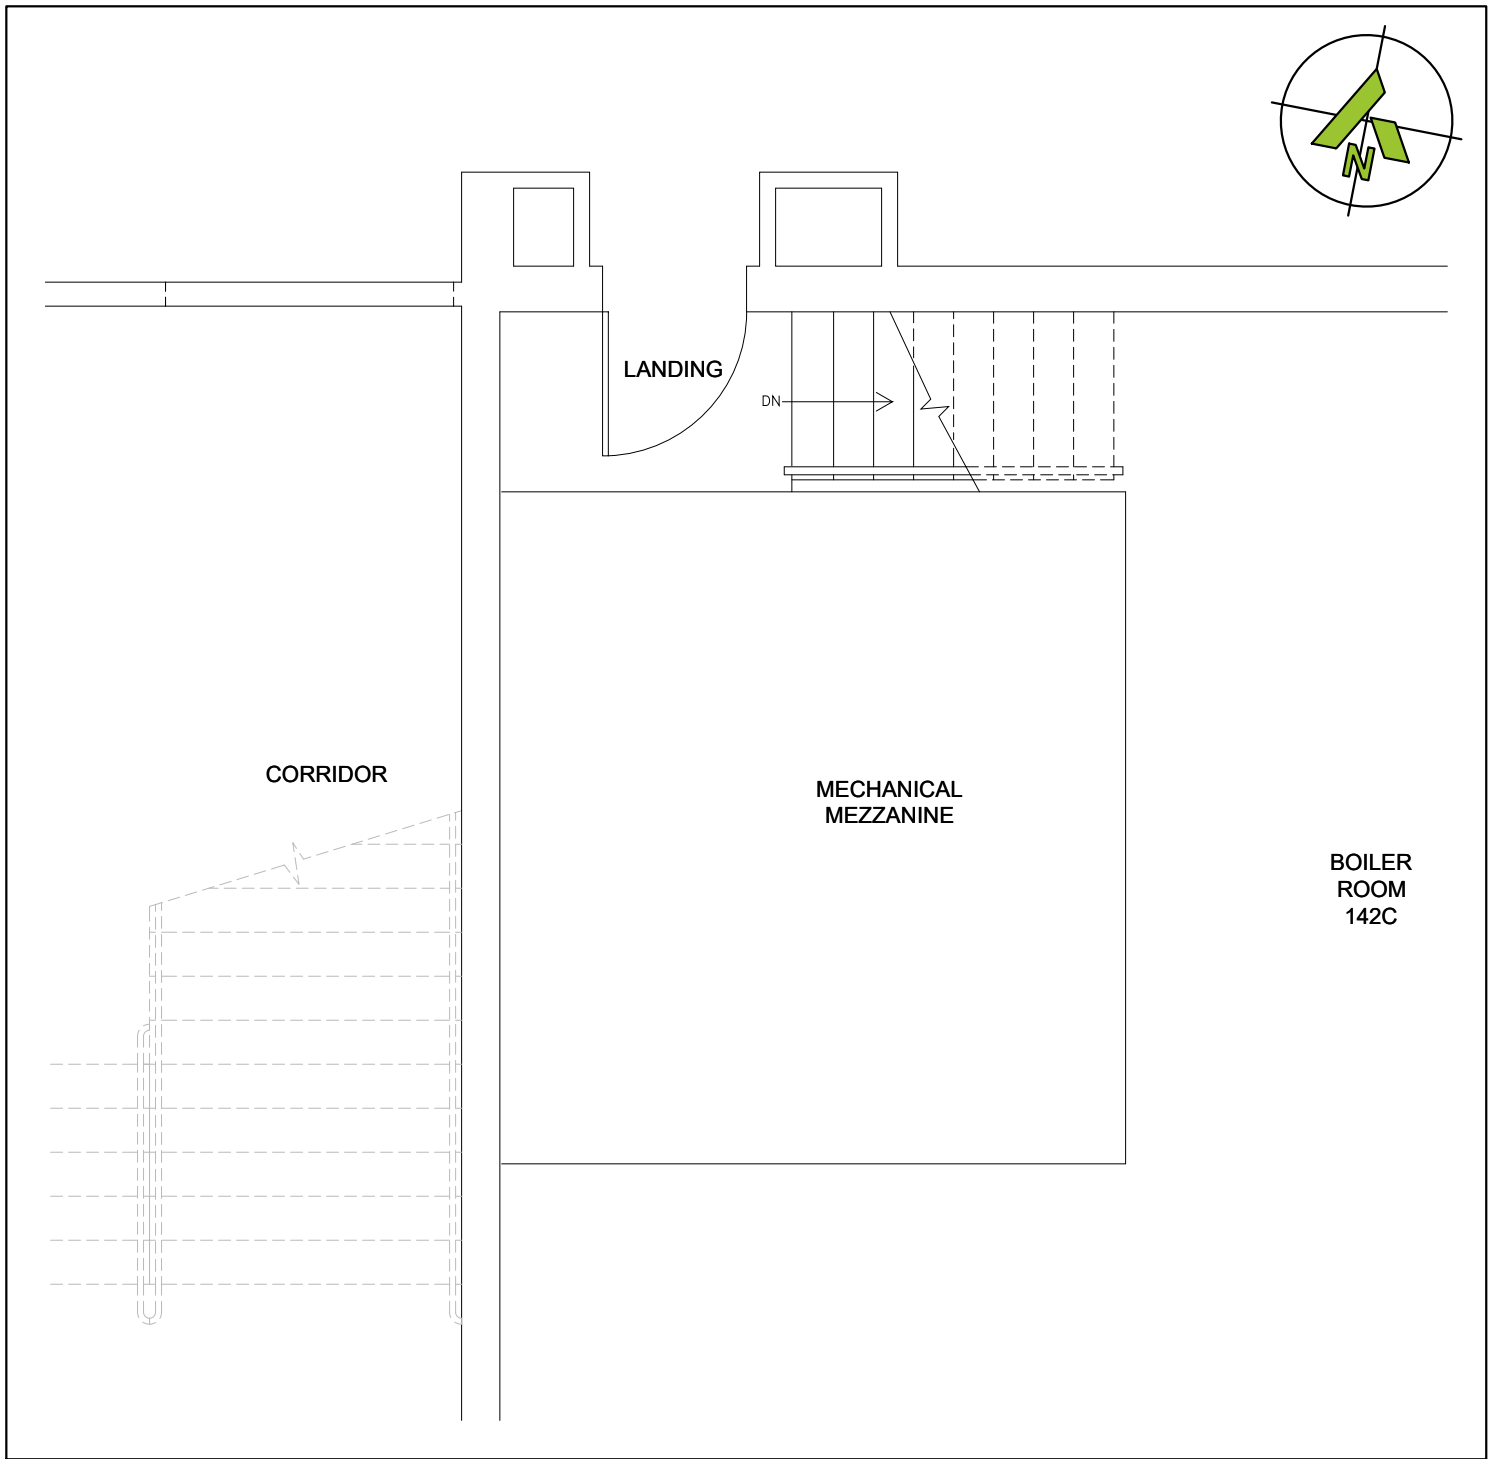 N
LANDING
DN
CORRIDOR
MECHANICAL
MEZZANINE
BOILER
ROOM
142C